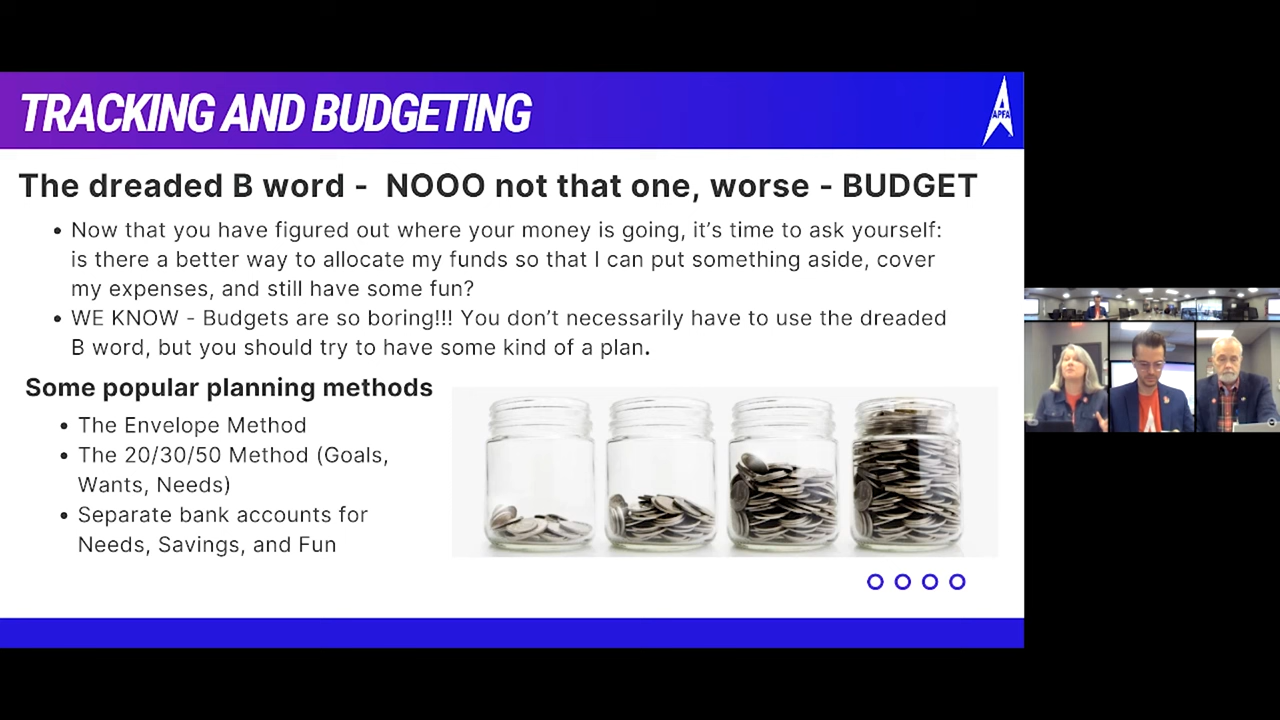 TRACKING AND BUDGETING
APFA
The dreaded B word - NOOO not that one, worse - BUDGET
• Now that you have figured out where your money is going, it's time to ask yourself:
is there a better way to allocate my funds so that I can put something aside, cover
my expenses, and still have some fun?
• WE KNOW - Budgets are so boring!!! You don't necessarily have to use the dreaded
B word, but you should try to have some kind of a plan.
Some popular planning methods
• The Envelope Method
• The 20/30/50 Method (Goals,
Wants, Needs)
• Separate bank accounts for
Needs, Savings, and Fun